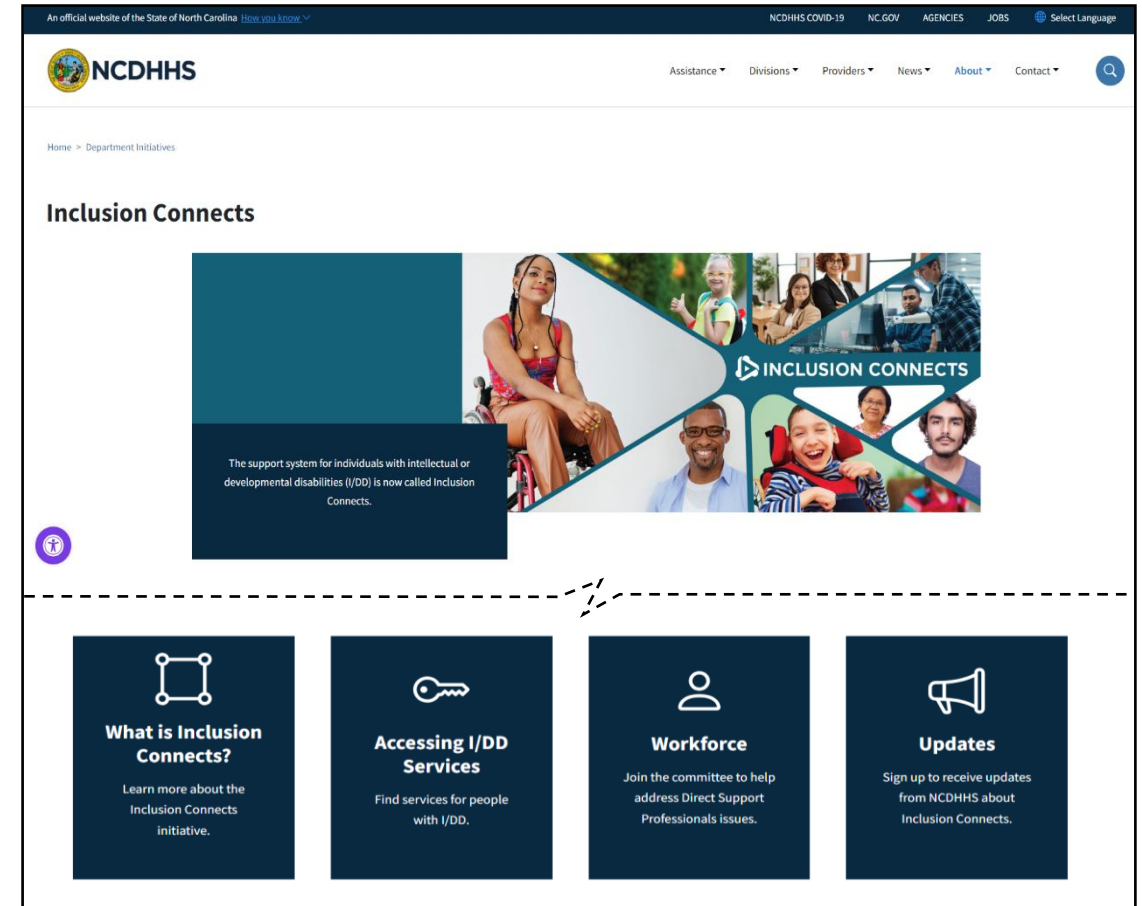 An official website of the State of North Carolina How you know
NCDHHS COVID-19 NC.GOV AGENCIES JOBS Select Language
NCDHHS
Assistance Divisions Providers News About Contact
Home > Department Initiatives
Inclusion Connects
INCLUSION CONNECTS
The support system for individuals with intellectual or
developmental disabilities (I/DD) is now called Inclusion
Connects.
What is Inclusion
Connects?
Learn more about the
Inclusion Connects
initiative.
Accessing I/DD
Services
Find services for people
with I/DD.
Workforce
Join the committee to help
address Direct Support
Professionals issues.
Updates
Sign up to receive updates
from NCDHHS about
Inclusion Connects.